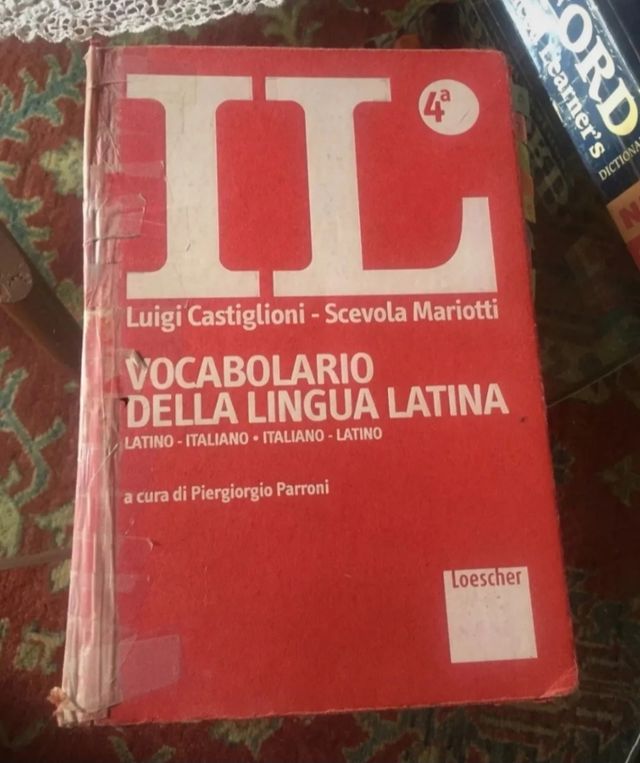 IL
4ª
Luigi Castiglioni - Scevola Mariotti
VOCABOLARIO
DELLA LINGUA LATINA
LATINO - ITALIANO • ITALIANO - LATINO
a cura di Piergiorgio Parroni
Loescher
ORD
Learner's
DICTIONA